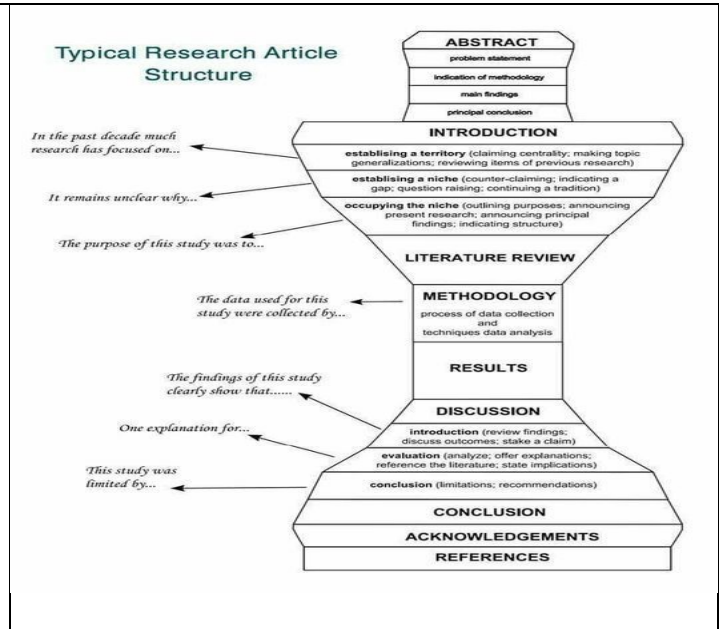 Typical Research Article
Structure
ABSTRACT
problem statement
indication of methodology
main findings
principal conclusion
INTRODUCTION
In the past decade much
research has focused on...
establising a territory (claiming centrality; making topic
generalizations; reviewing items of previous research)
It remains unclear why...
establising a niche (counter-claiming; indicating a
gap; question raising; continuing a tradition)
The purpose of this study was to...
occupying the niche (outlining purposes; announcing
present research; announcing principal
findings; indicating structure)
LITERATURE REVIEW
The data used for this
study were collected by...
METHODOLOGY
process of data collection
and
techniques data analysis
RESULTS
The findings of this study
clearly show that......
DISCUSSION
introduction (review findings;
discuss outcomes; stake a claim)
One explanation for...
evaluation (analyze; offer explanations;
reference the literature; state implications)
This study was
limited by...
conclusion (limitations; recommendations)
CONCLUSION
ACKNOWLEDGEMENTS
REFERENCES